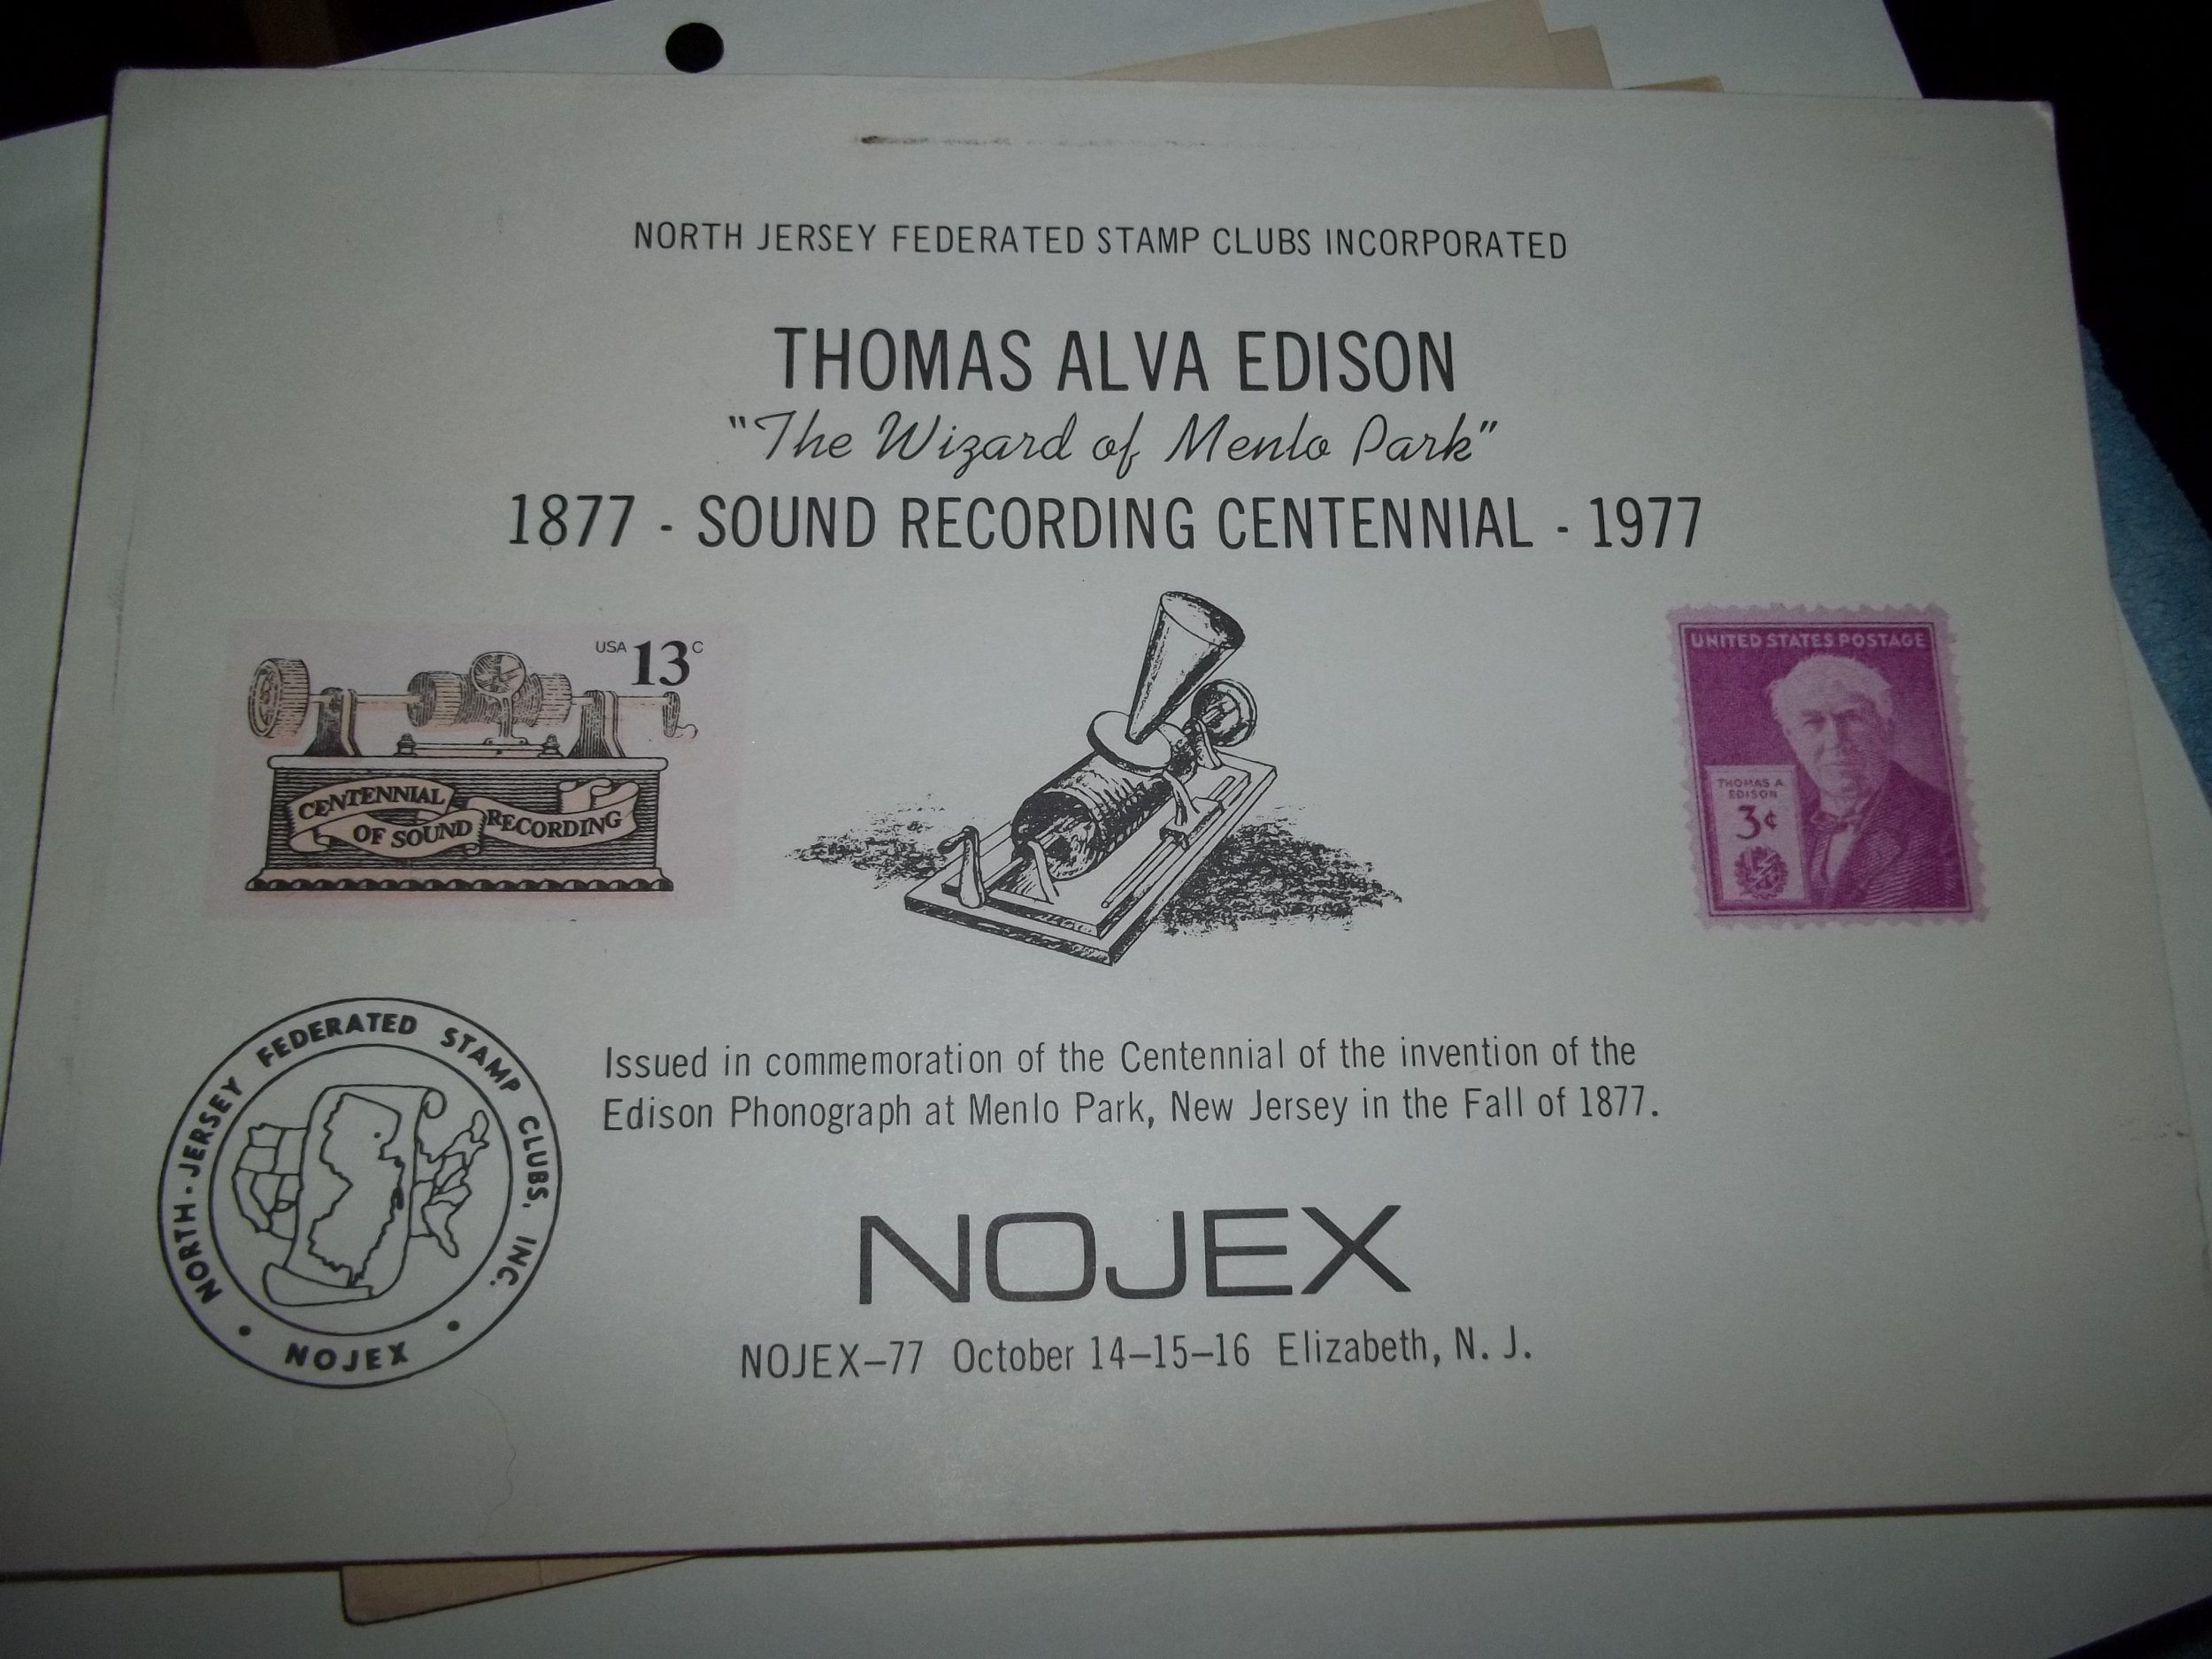 NORTH JERSEY FEDERATED STAMP CLUBS INCORPORATED
THOMAS ALVA EDISON
"The Wizard of Menlo Park"
1877 - SOUND RECORDING CENTENNIAL - 1977
USA 13c
CENTENNIAL
OF SOUND RECORDING
UNITED STATES POSTAGE
THOMAS A
EDISON
3¢
NORTH-JERSEY FEDERATED STAMP CLUBS, INC.
• NOJEX •
Issued in commemoration of the Centennial of the invention of the
Edison Phonograph at Menlo Park, New Jersey in the Fall of 1877.
NOJEX
NOJEX–77 October 14–15–16 Elizabeth, N. J.